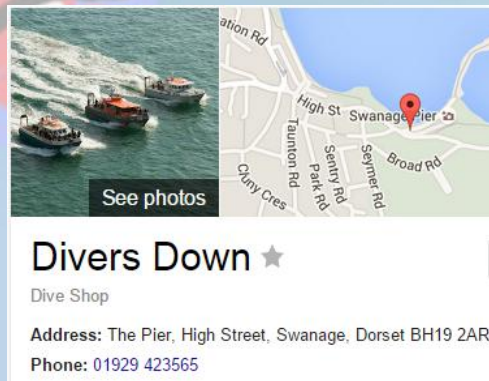 ation Rd
High St
Swanage Pier
Taunton Rd
Sentry Rd
Park Rd
Seymer Rd
Broad Rd
Cluny Cres
See photos
Divers Down
Dive Shop
Address: The Pier, High Street, Swanage, Dorset BH19 2AR
Phone: 01929 423565